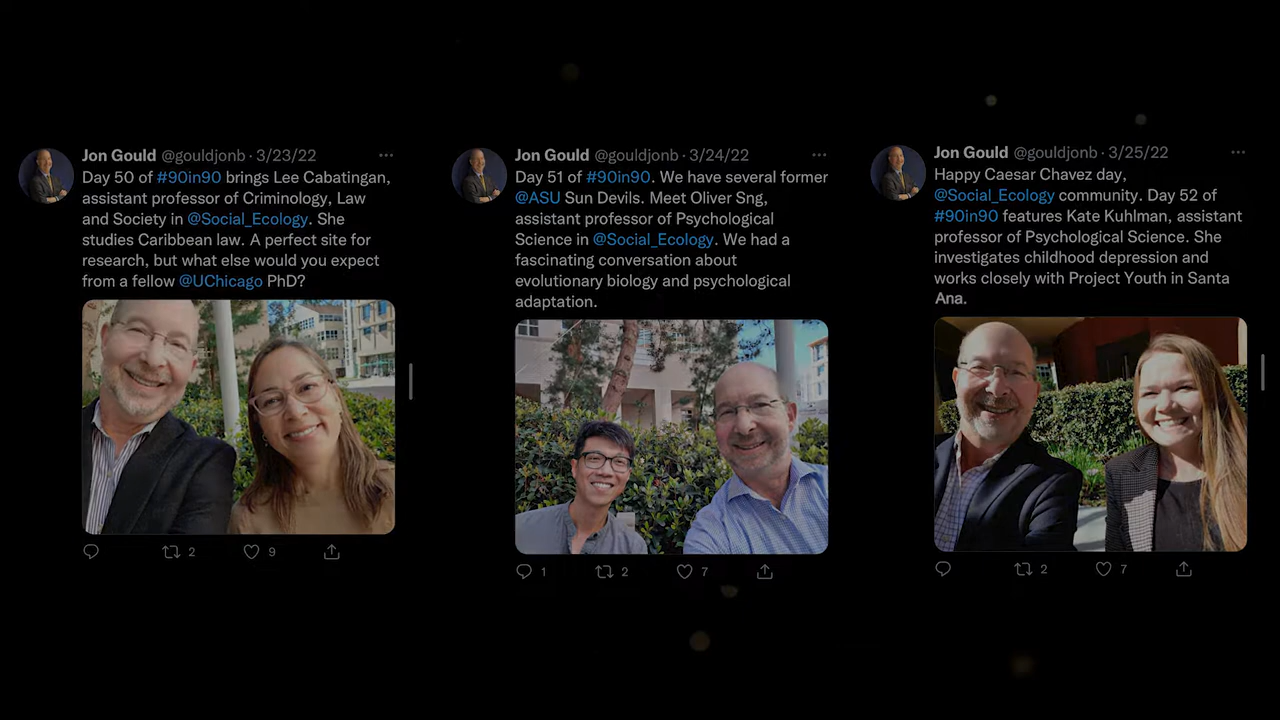 Jon Gould @gouldjonb · 3/23/22
Day 50 of #90in90 brings Lee Cabatingan,
assistant professor of Criminology, Law
and Society in @Social_Ecology. She
studies Caribbean law. A perfect site for
research, but what else would you expect
from a fellow @UChicago PhD?
2 9
Jon Gould @gouldjonb · 3/24/22
Day 51 of #90in90. We have several former
@ASU Sun Devils. Meet Oliver Sng,
assistant professor of Psychological
Science in @Social_Ecology. We had a
fascinating conversation about
evolutionary biology and psychological
adaptation.
1 2 7
Jon Gould @gouldjonb · 3/25/22
Happy Caesar Chavez day,
@Social_Ecology community. Day 52 of
#90in90 features Kate Kuhlman, assistant
professor of Psychological Science. She
investigates childhood depression and
works closely with Project Youth in Santa
Ana.
2 7